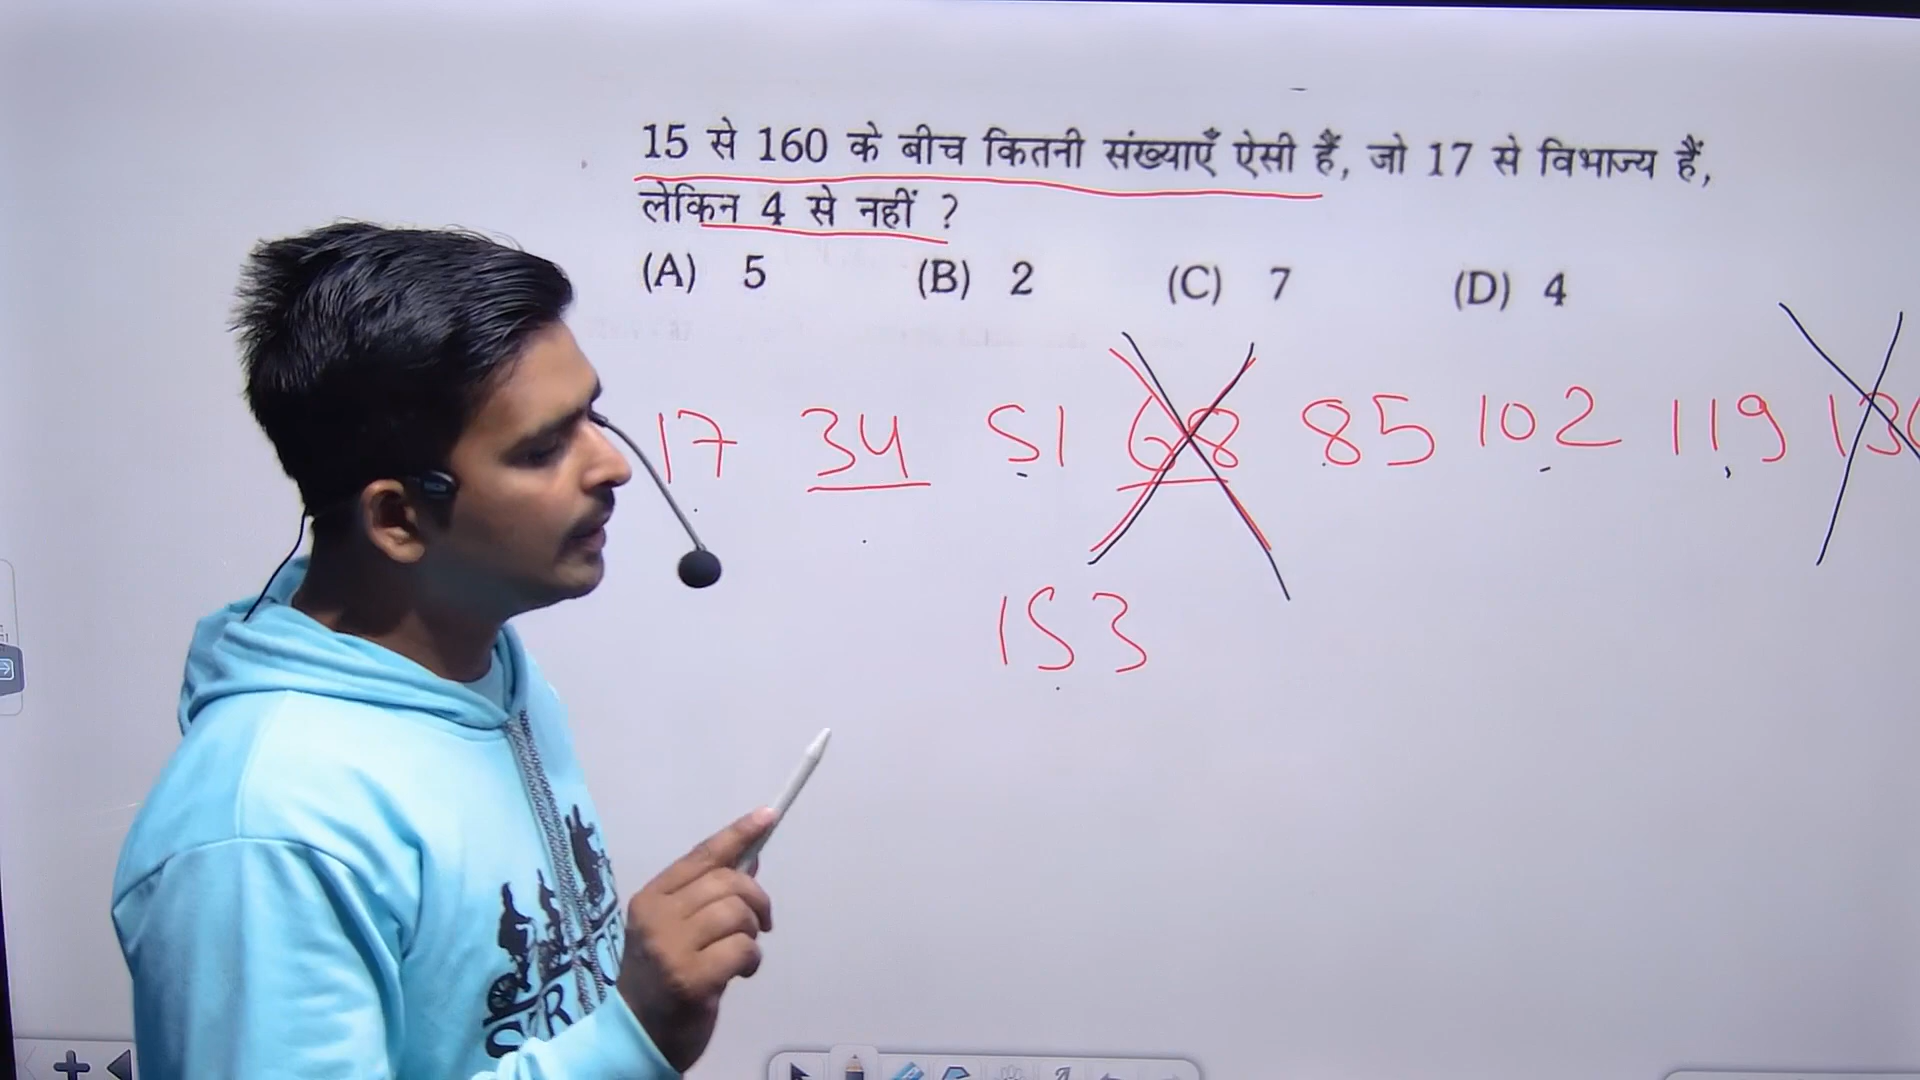 15 से 160 के बीच कितनी संख्याएँ ऐसी हैं, जो 17 से विभाज्य हैं,
लेकिन 4 से नहीं ?
(A) 5 (B) 2 (C) 7 (D) 4
17 34 51 68 85 102 119
153